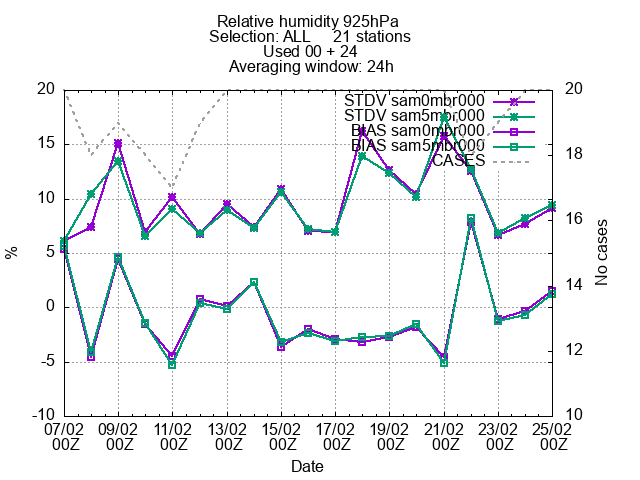 Relative humidity 925hPa
Selection: ALL 21 stations
Used 00 + 24
Averaging window: 24h
20
15
10
5
0
-5
-10
%
20
18
16
14
12
10
No cases
STDV sam0mbr000
STDV sam5mbr000
BIAS sam0mbr000
BIAS sam5mbr000
CASES
07/02 09/02 11/02 13/02 15/02 17/02 19/02 21/02 23/02 25/02
00Z 00Z 00Z 00Z 00Z 00Z 00Z 00Z 00Z 00Z
Date